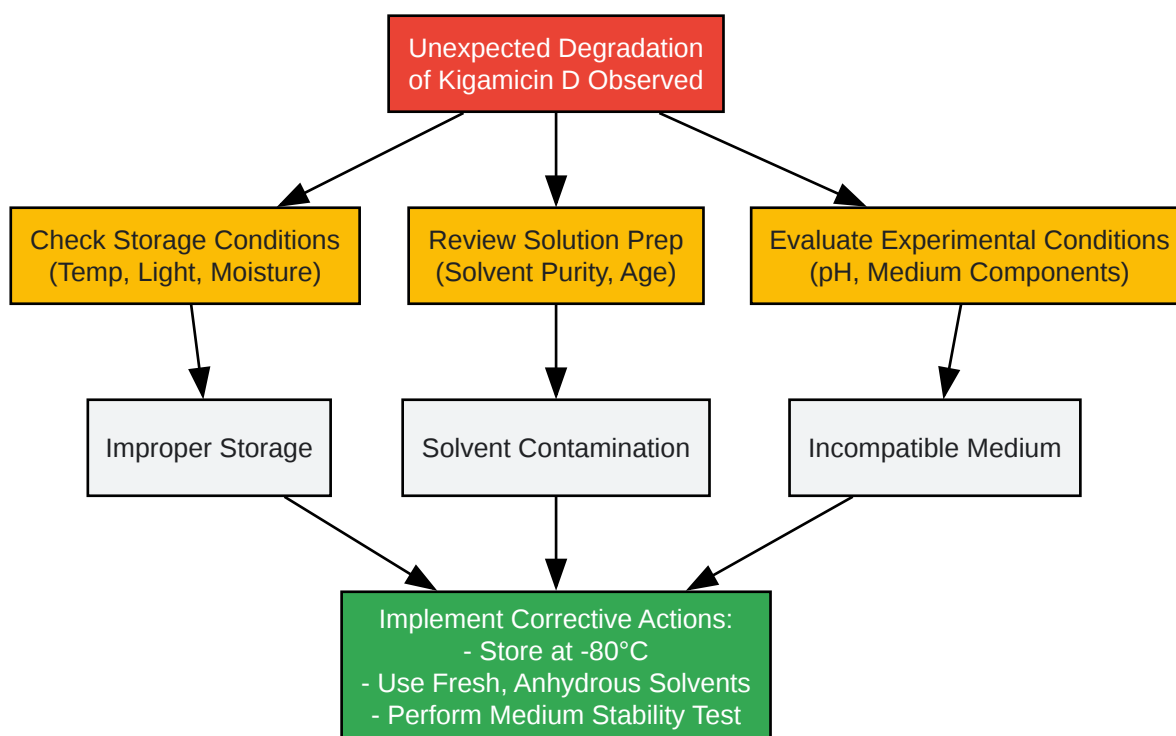 Unexpected Degradation
of Kigamicin D Observed
Check Storage Conditions
(Temp, Light, Moisture)
Review Solution Prep
(Solvent Purity, Age)
Evaluate Experimental Conditions
(pH, Medium Components)
Improper Storage
Solvent Contamination
Incompatible Medium
Implement Corrective Actions:
- Store at -80°C
- Use Fresh, Anhydrous Solvents
- Perform Medium Stability Test